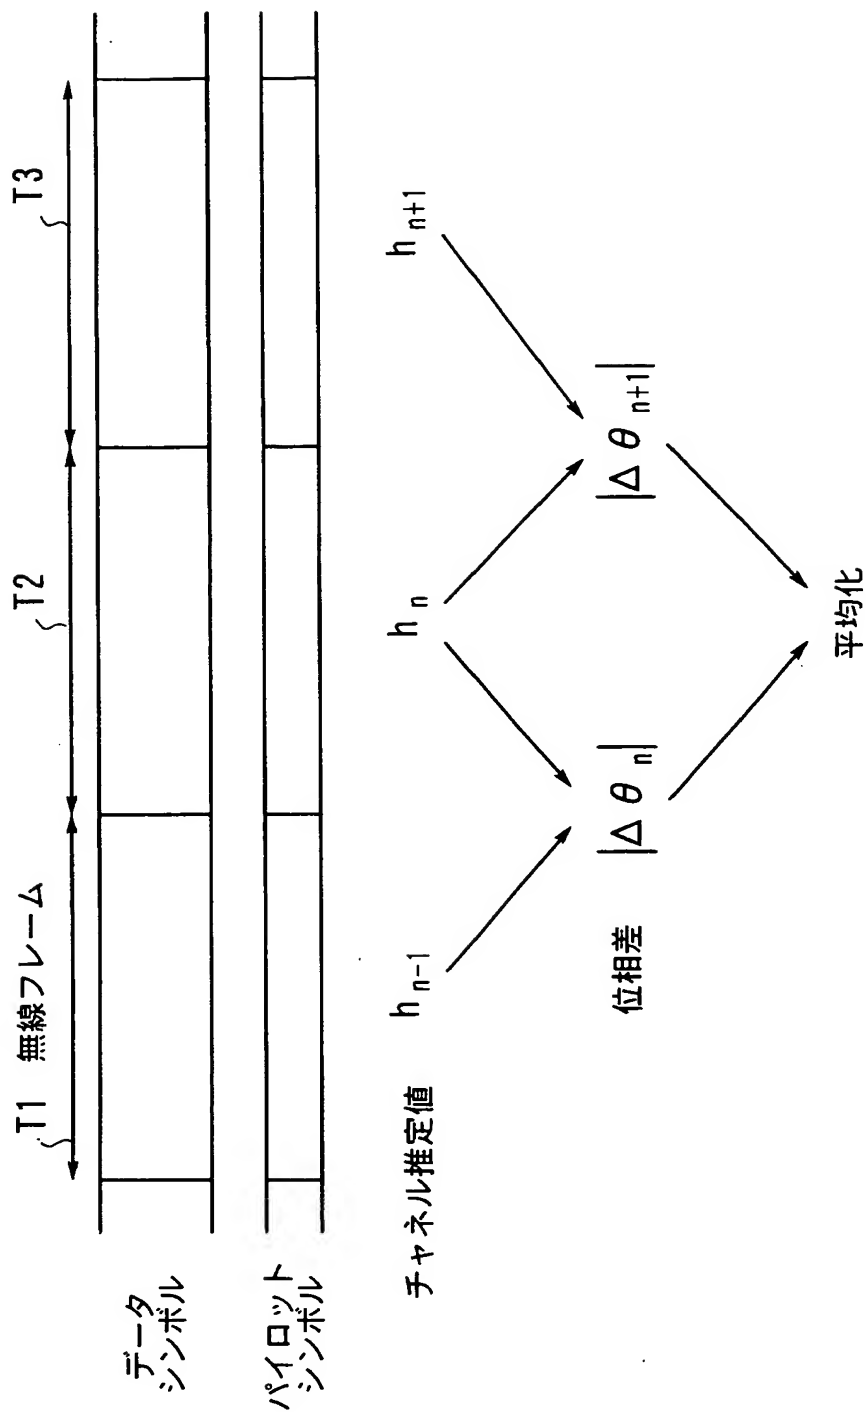 T1 無線フレーム
T2
T3
データ
シンボル
パイロット
シンボル
チャネル推定値
h n-1
h n
h n+1
位相差
|Δθ n|
|Δθ n+1|
平均化